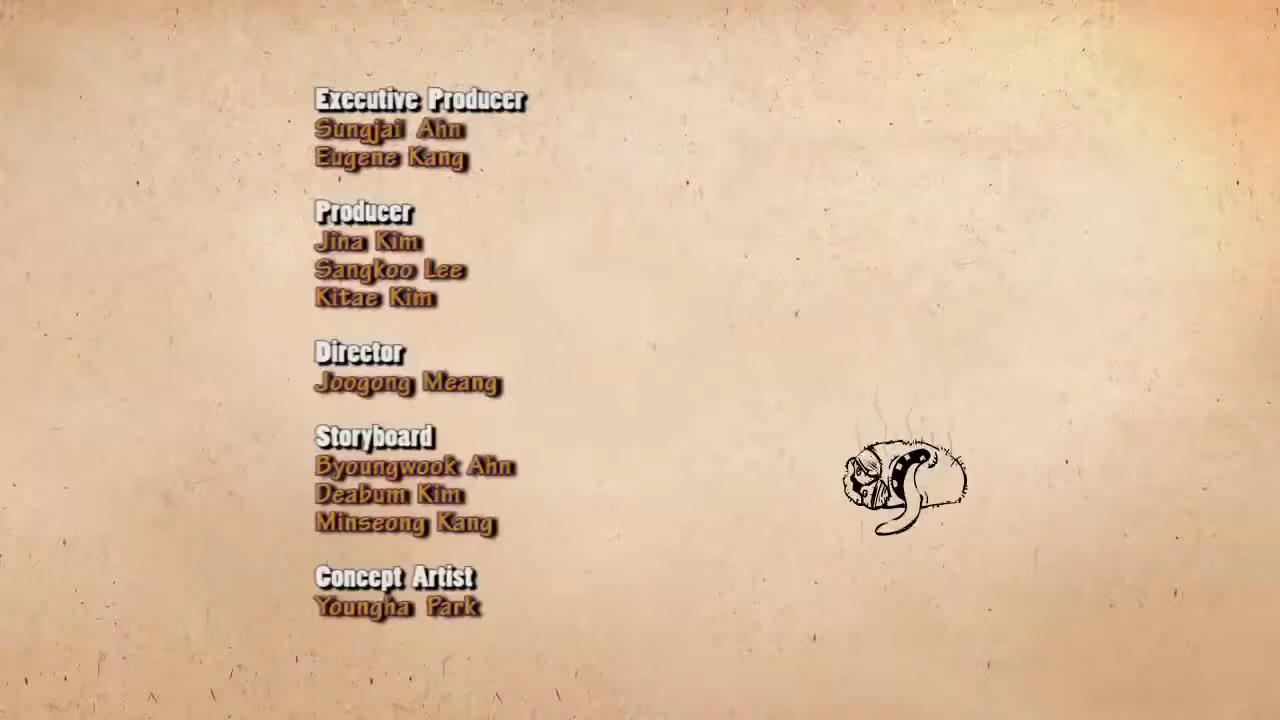 Executive Producer
Sungjai Ahn
Eugene Kang
Producer
Jina Kim
Sangkoo Lee
Kitae Kim
Director
Joogong Meang
Storyboard
Byoungwook Ahn
Deabum Kim
Minseong Kang
Concept Artist
Youngha Park